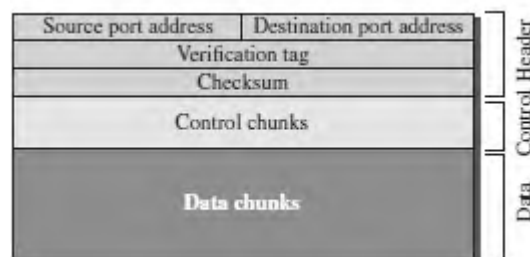 Source port address Destination port address
Verification tag
Checksum
Control chunks
Data chunks
Header
Control
Data